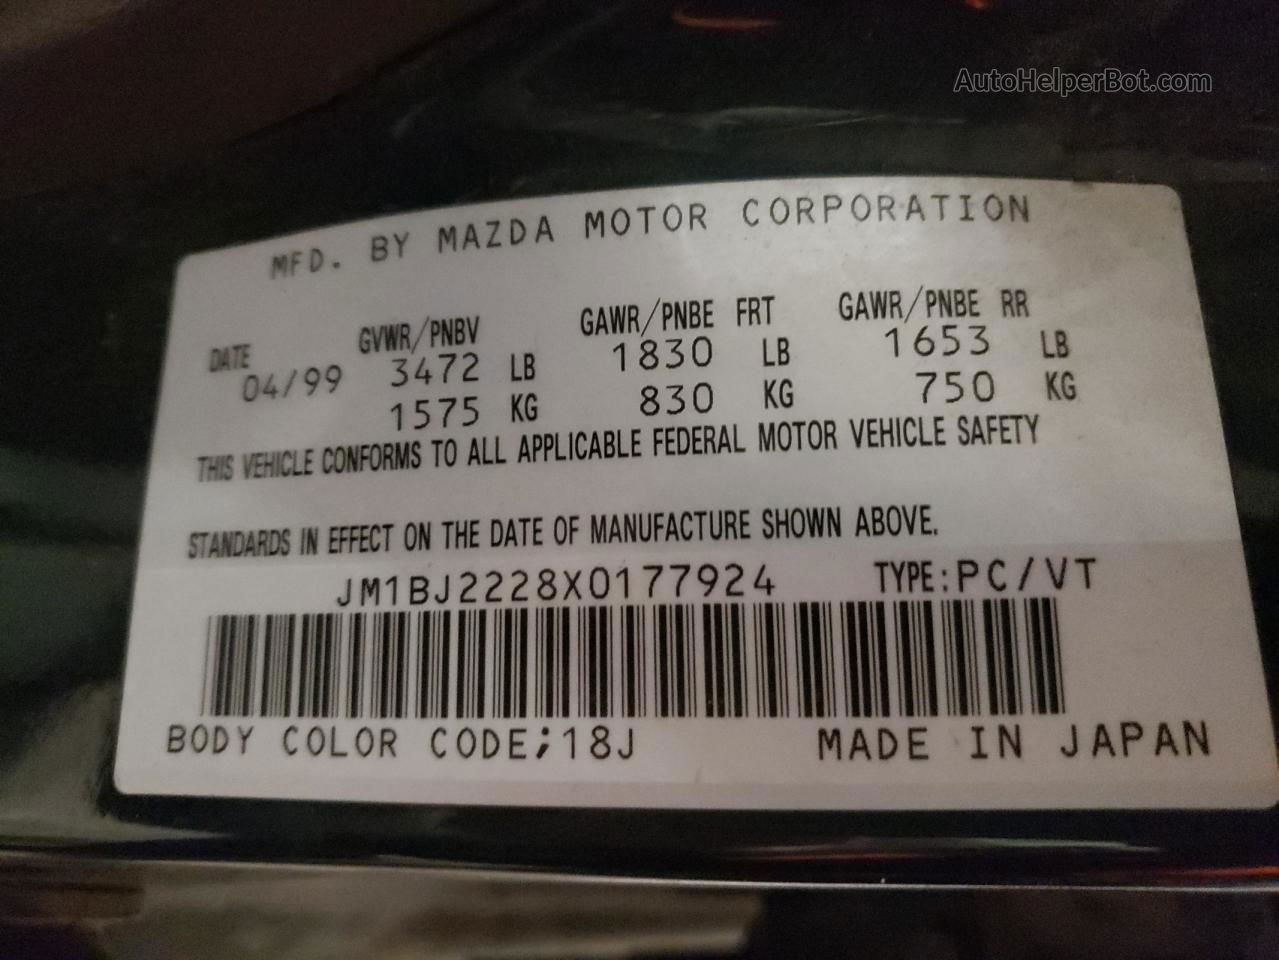 AutoHelperBot.com
MFD. BY MAZDA MOTOR CORPORATION
DATE GVWR/PNBV GAWR/PNBE FRT GAWR/PNBE RR
04/99 3472 LB 1830 LB 1653 LB
1575 KG 830 KG 750 KG
THIS VEHICLE CONFORMS TO ALL APPLICABLE FEDERAL MOTOR VEHICLE SAFETY
STANDARDS IN EFFECT ON THE DATE OF MANUFACTURE SHOWN ABOVE.
JM1BJ2228X0177924 TYPE:PC/VT
BODY COLOR CODE;18J MADE IN JAPAN